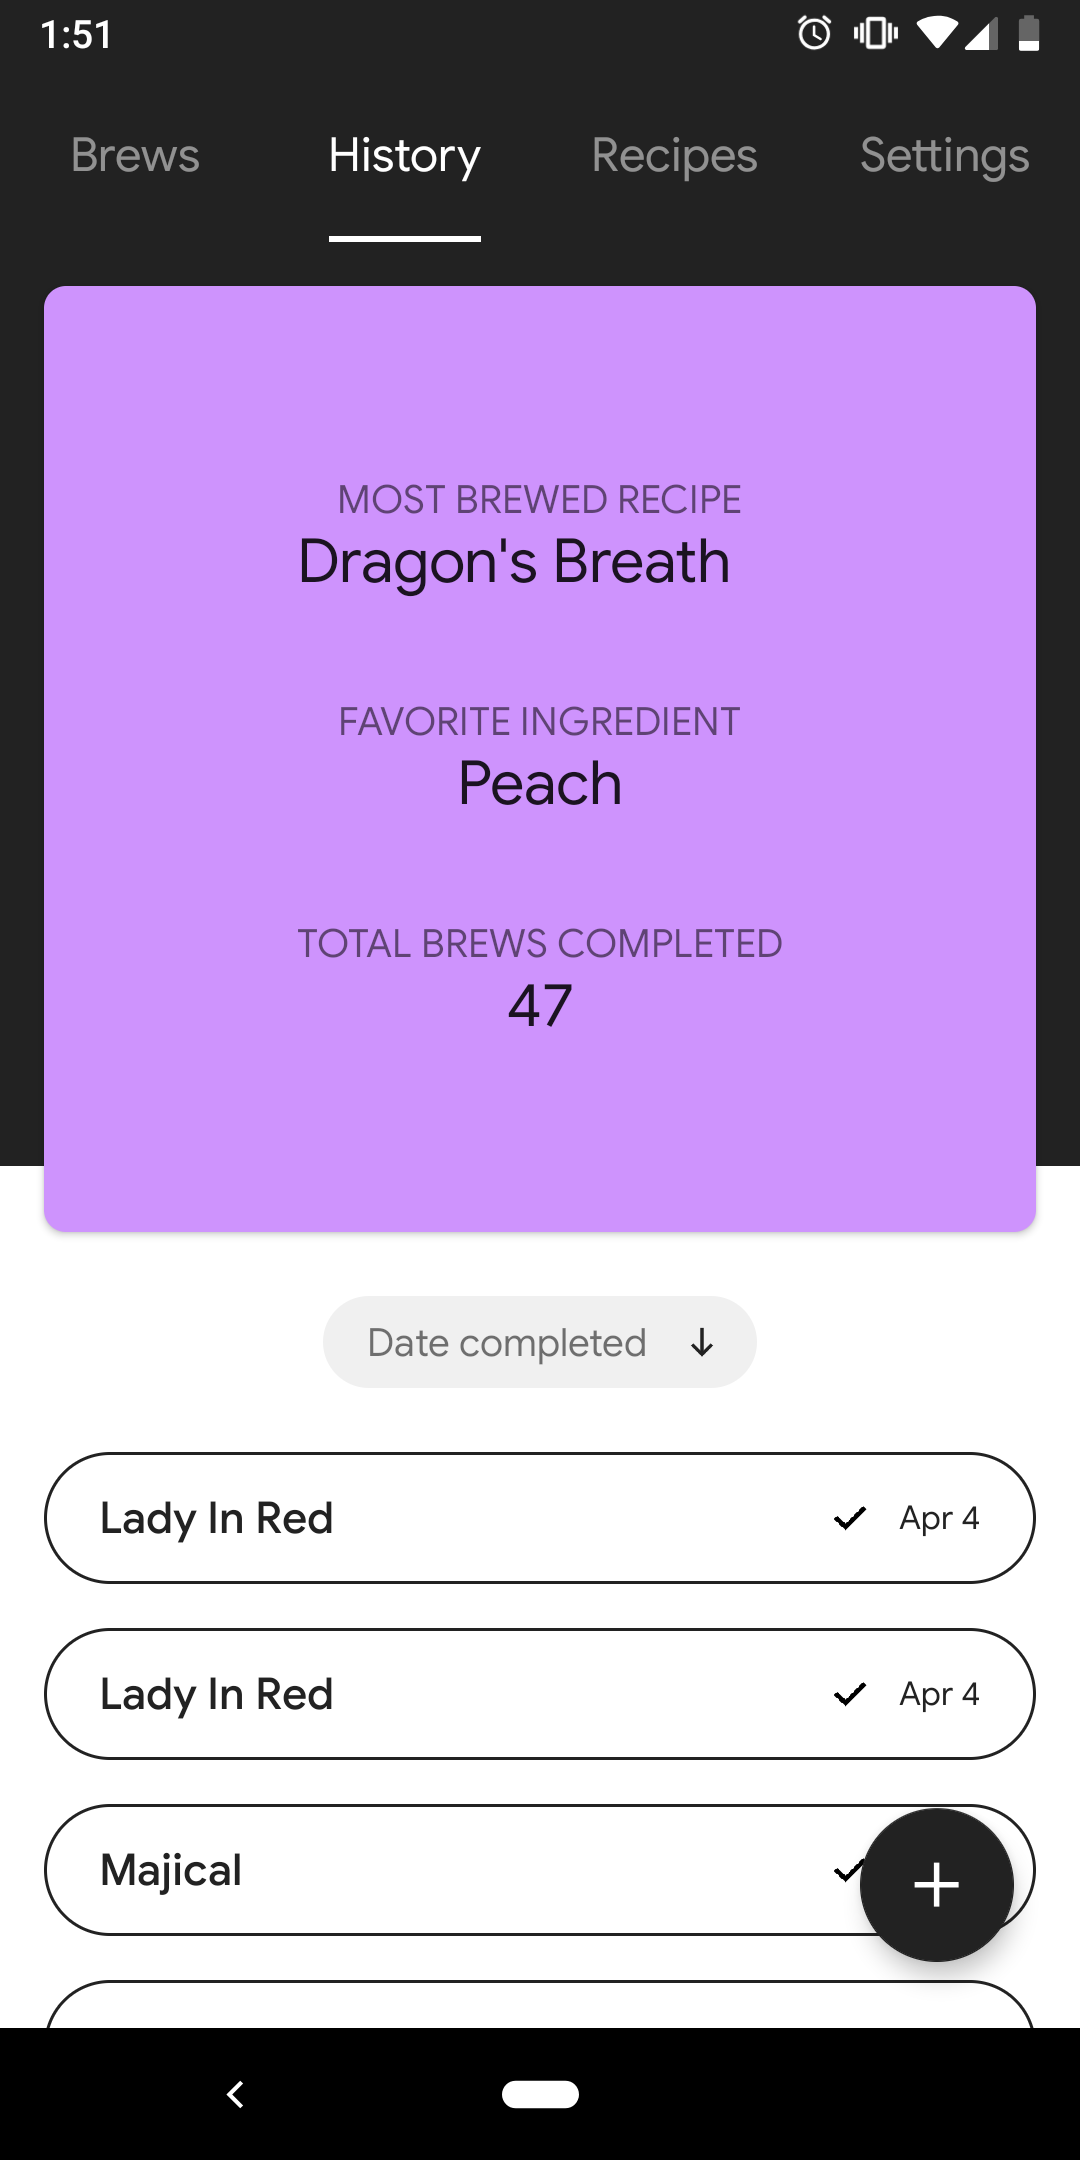 1:51
Brews History Recipes Settings
MOST BREWED RECIPE
Dragon's Breath
FAVORITE INGREDIENT
Peach
TOTAL BREWS COMPLETED
47
Date completed
Lady In Red Apr 4
Lady In Red Apr 4
Majical